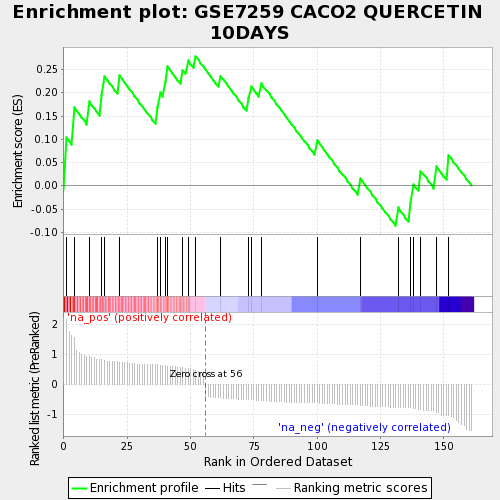 Enrichment plot: GSE7259 CACO2 QUERCETIN
10DAYS
Enrichment score (ES)
0.25
0.20
0.15
0.10
0.05
0.00
-0.05
-0.10
'na_pos' (positively correlated)
Ranked list metric (PreRanked)
2
1
0
-1
Zero cross at 56
'na_neg' (negatively correlated)
0
25
50
75
100
125
150
Rank in Ordered Dataset
Enrichment profile
Hits
Ranking metric scores